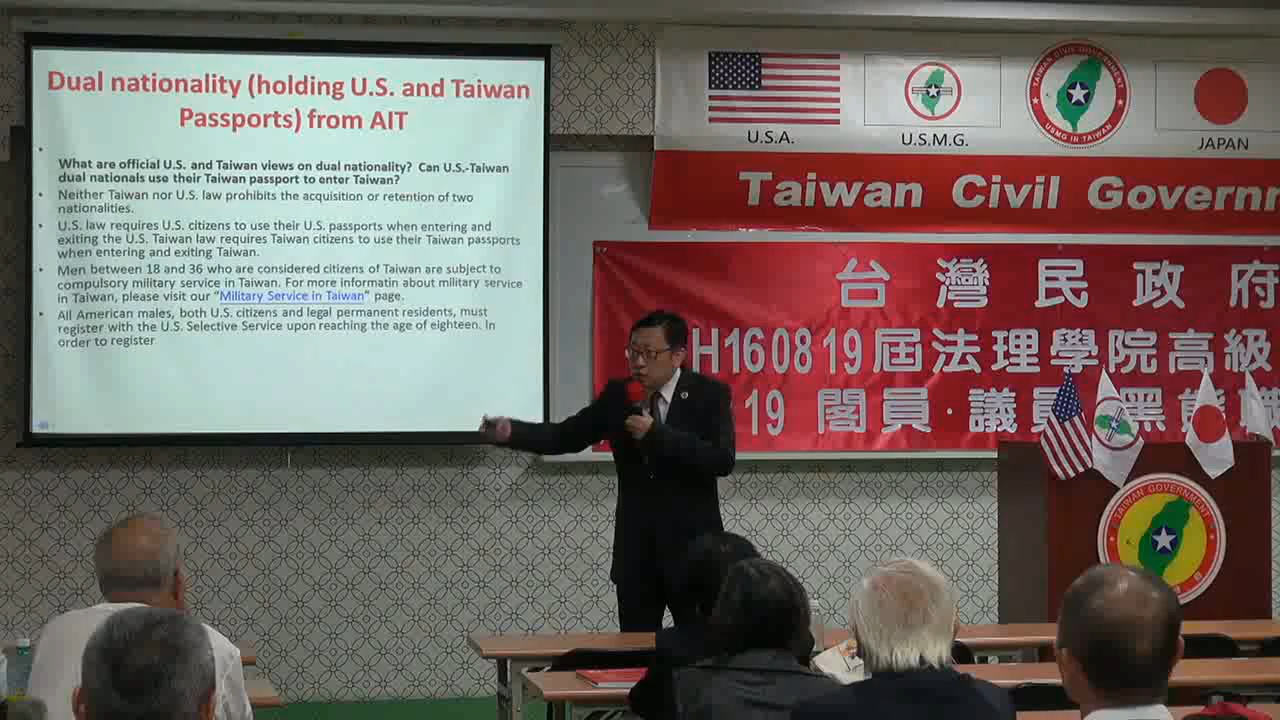 Dual nationality (holding U.S. and Taiwan
Passports) from AIT
What are official U.S. and Taiwan views on dual nationality? Can U.S.-Taiwan
dual nationals use their Taiwan passport to enter Taiwan?
Neither Taiwan nor U.S. law prohibits the acquisition or retention of two
nationalities.
U.S. law requires U.S. citizens to use their U.S. passports when entering and
exiting the U.S. Taiwan law requires Taiwan citizens to use their Taiwan passports
when entering and exiting Taiwan.
Men between 18 and 36 who are considered citizens of Taiwan are subject to
compulsory military service in Taiwan. For more informatin about military service
in Taiwan, please visit our "Military Service in Taiwan" page.
All American males, both U.S. citizens and legal permanent residents, must
register with the U.S. Selective Service upon reaching the age of eighteen. In
order to register
U.S.A.
U.S.M.G.
TAIWAN CIVIL GOVERNMENT
USMG IN TAIWAN
JAPAN
Taiwan Civil Governm
台灣民政府
H160819屆法理學院高級
19 閣員·議員 黑熊
TAIWAN GOVERNMENT